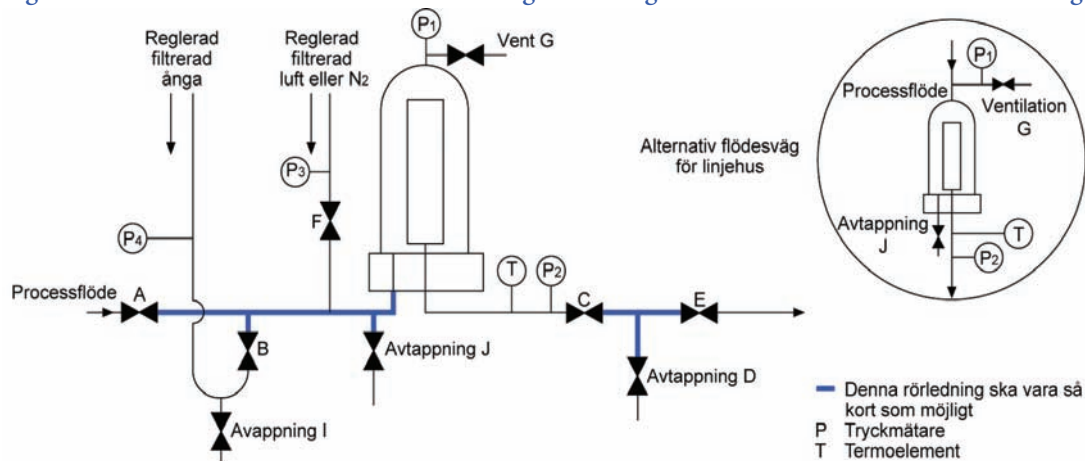 Reglerad
filtrerad
ånga
Reglerad
filtrerad
luft eller N2
P1
Vent G
P3
F
P4
Processflöde
A
B
Avtappning J
Avappning I
T
P2
C
E
Avtappning D
Alternativ flödesväg
för linjehus
P1
Processflöde
Ventilation
G
Avtappning
J
T
P2
Denna rörledning ska vara så
kort som möjligt
P Tryckmätare
T Termoelement